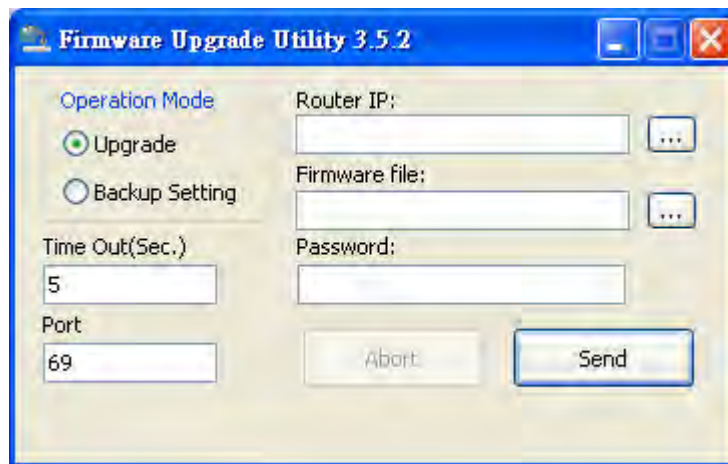 Firmware Upgrade Utility 3.5.2
Operation Mode
Upgrade
Backup Setting
Time Out(Sec.)
5
Port
69
Router IP:
...
Firmware file:
...
Password:
Abort
Send